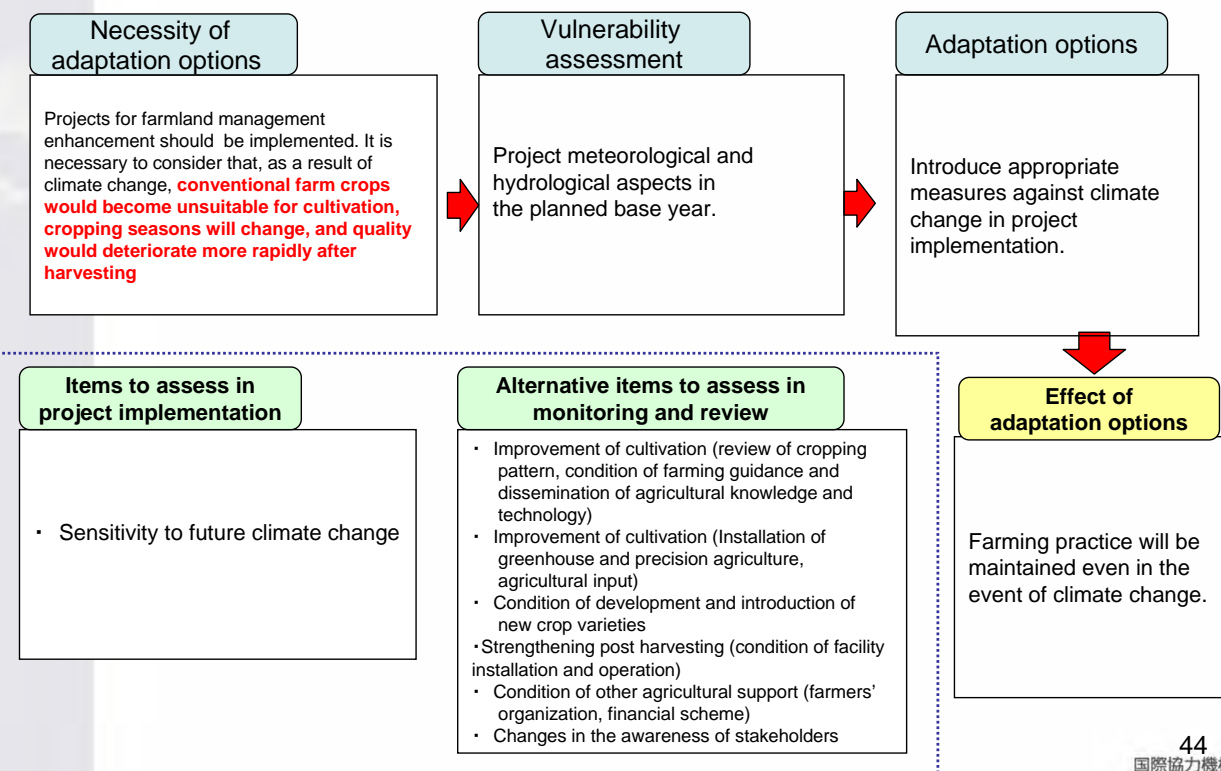 Necessity of
adaptation options
Projects for farmland management
enhancement should be implemented. It is
necessary to consider that, as a result of
climate change, conventional farm crops
would become unsuitable for cultivation,
cropping seasons will change, and quality
would deteriorate more rapidly after
harvesting
Vulnerability
assessment
Project meteorological and
hydrological aspects in
the planned base year.
Adaptation options
Introduce appropriate
measures against climate
change in project
implementation.
Items to assess in
project implementation
・ Sensitivity to future climate change
Alternative items to assess in
monitoring and review
・ Improvement of cultivation (review of cropping
pattern, condition of farming guidance and
dissemination of agricultural knowledge and
technology)
・ Improvement of cultivation (Installation of
greenhouse and precision agriculture,
agricultural input)
・ Condition of development and introduction of
new crop varieties
・Strengthening post harvesting (condition of facility
installation and operation)
・ Condition of other agricultural support (farmers’
organization, financial scheme)
・ Changes in the awareness of stakeholders
Effect of
adaptation options
Farming practice will be
maintained even in the
event of climate change.
44
国際協力機